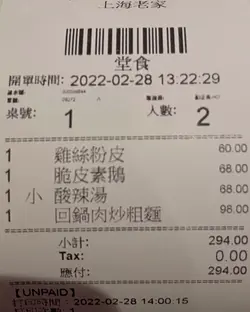 上海老家
堂食
開單時間: 2022-02-28 13:22:29
桌號: 1 人數: 2
1 雞絲粉皮 60.00
1 脆皮素鵝 68.00
1 小 酸辣湯 68.00
1 回鍋肉炒粗麵 98.00
小計: 294.00
Tax: 0.00
應付: 294.00
【UNPAID】
2022-02-28 14:00:15